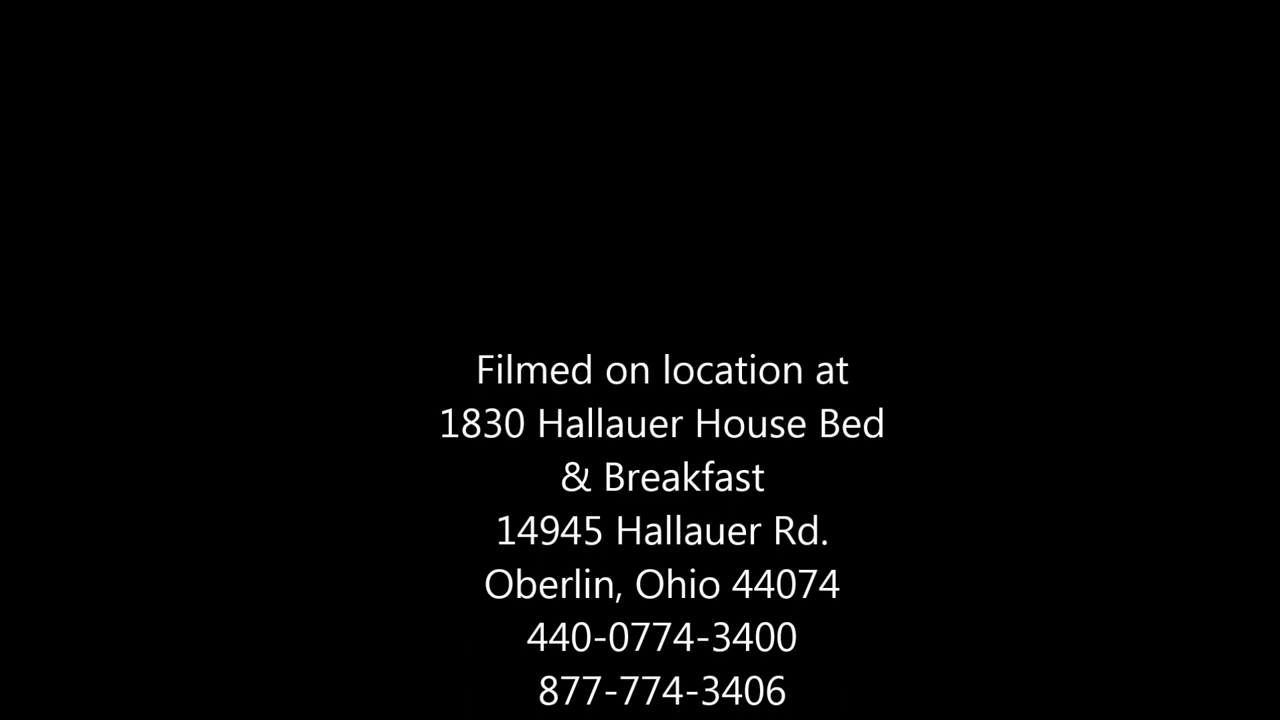 Filmed on location at
1830 Hallauer House Bed
& Breakfast
14945 Hallauer Rd.
Oberlin, Ohio 44074
440-0774-3400
877-774-3406